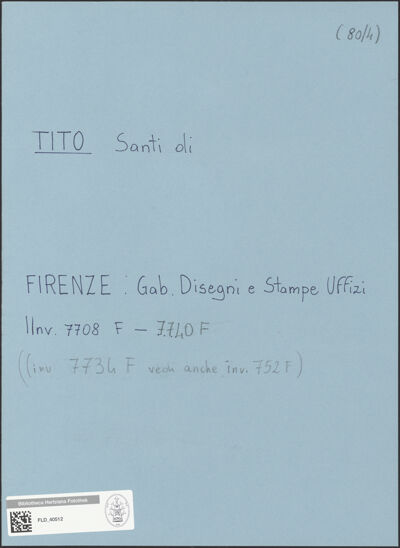 (80/4)
TITO Santi di
FIRENZE : Gab. Disegni e Stampe Uffizi
Inv. 7708 F – 7740 F
(inv 7734 F vedi anche inv. 752 F)
Bibliotheca Hertziana Fotothek
FLD_40512